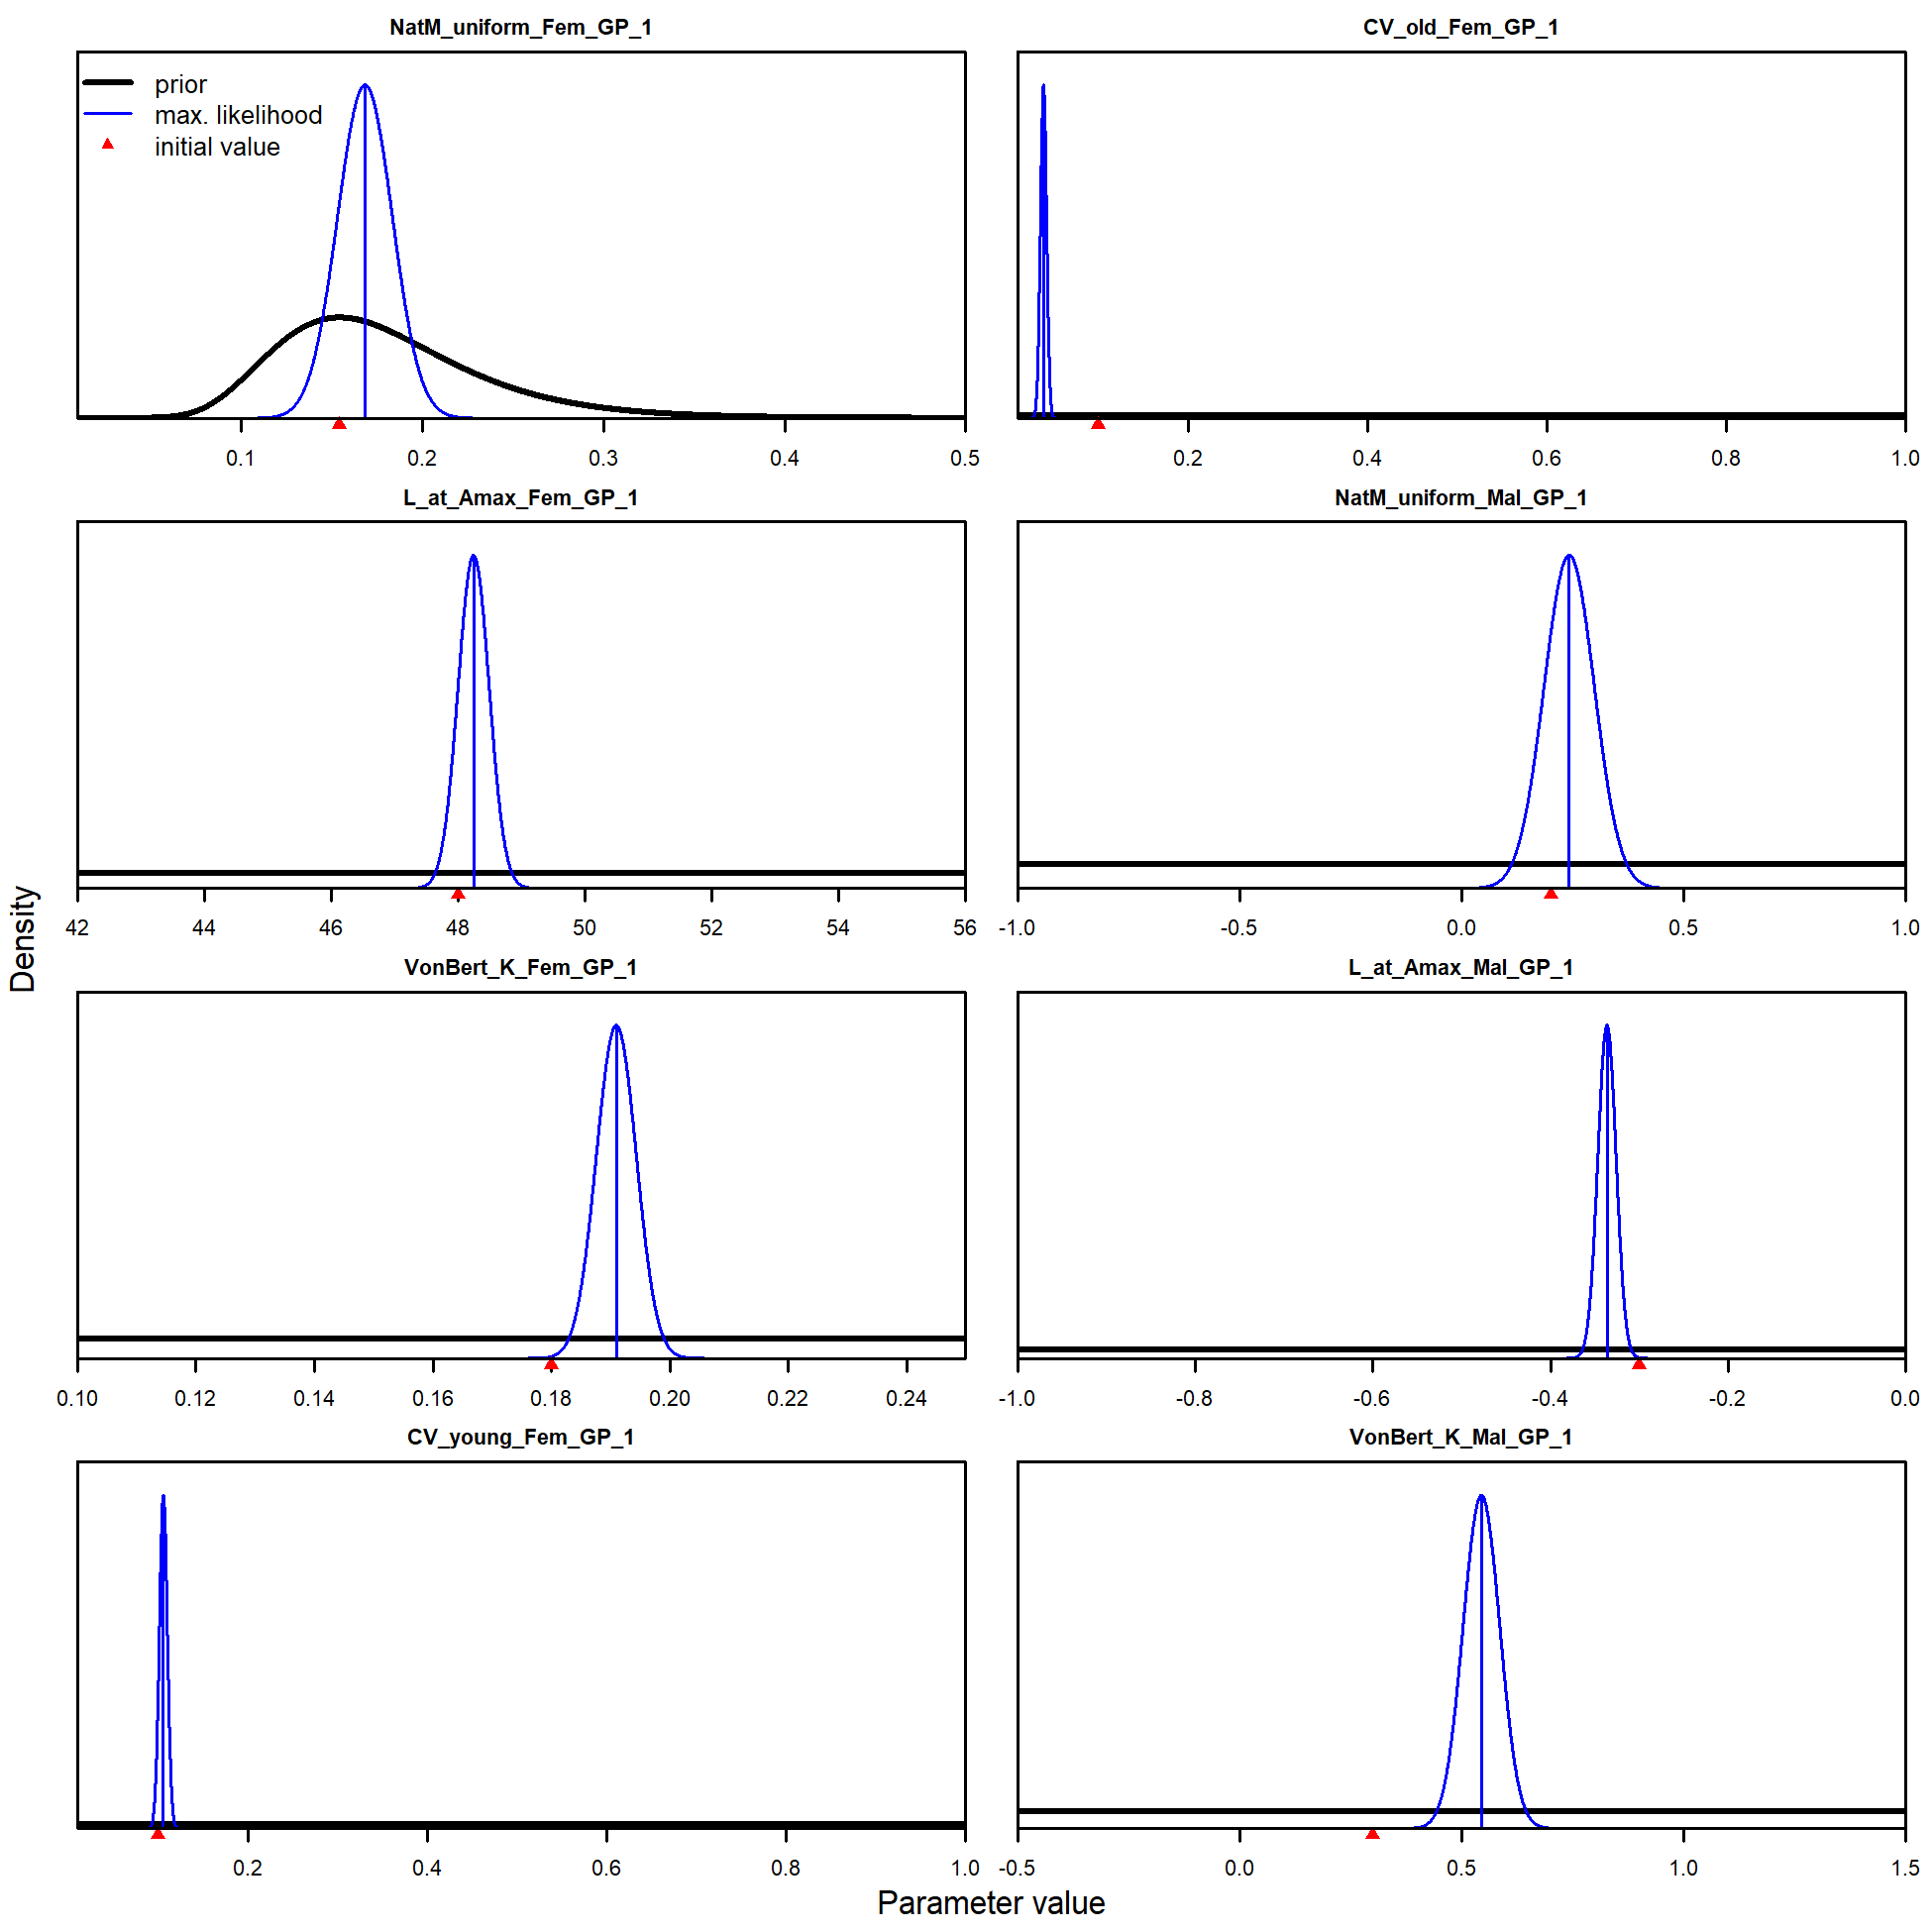 NatM_uniform_Fem_GP_1
prior
max. likelihood
initial value
0.1 0.2 0.3 0.4 0.5
CV_old_Fem_GP_1
0.2 0.4 0.6 0.8 1.0
L_at_Amax_Fem_GP_1
42 44 46 48 50 52 54 56
NatM_uniform_Mal_GP_1
-1.0 -0.5 0.0 0.5 1.0
VonBert_K_Fem_GP_1
0.10 0.12 0.14 0.16 0.18 0.20 0.22 0.24
L_at_Amax_Mal_GP_1
-1.0 -0.8 -0.6 -0.4 -0.2 0.0
CV_young_Fem_GP_1
0.2 0.4 0.6 0.8 1.0
VonBert_K_Mal_GP_1
-0.5 0.0 0.5 1.0 1.5
Density
Parameter value